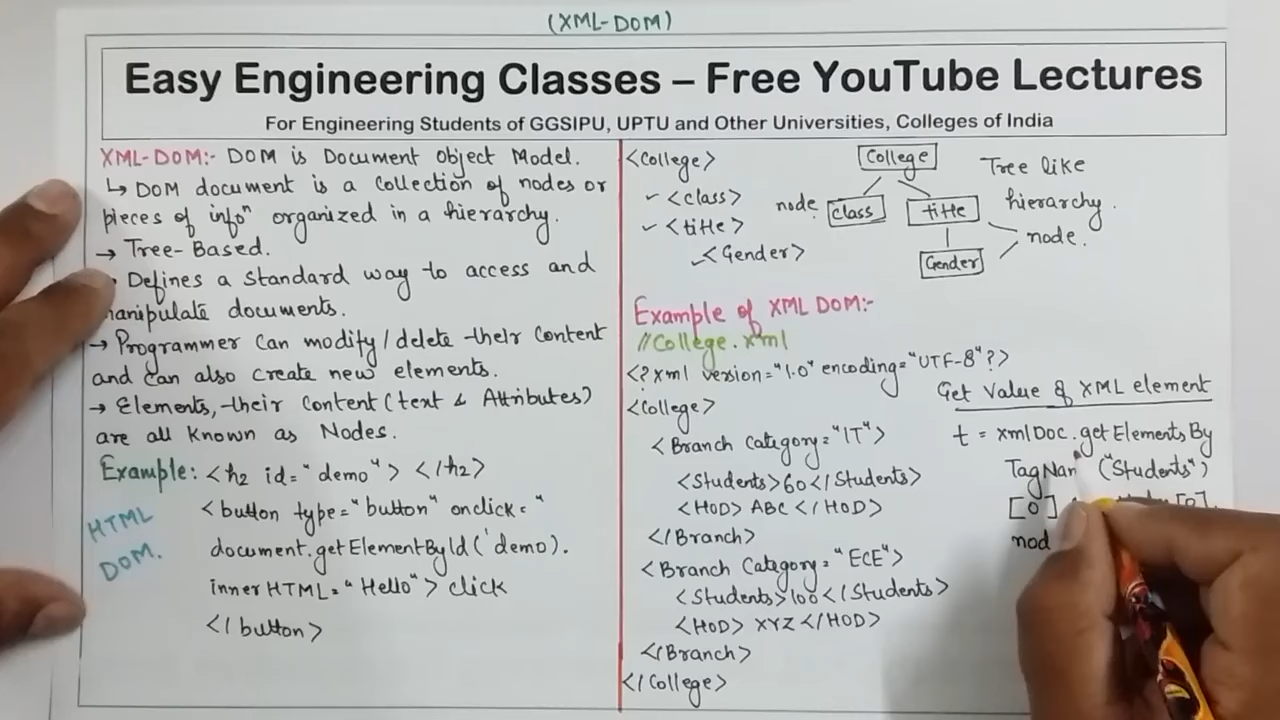 (XML-DOM)
Easy Engineering Classes – Free YouTube Lectures
For Engineering Students of GGSIPU, UPTU and Other Universities, Colleges of India
XML-DOM:- DOM is Document Object Model.
↳ DOM document is a collection of nodes or
pieces of infoⁿ organized in a hierarchy.
→ Tree-Based.
Defines a standard way to access and
manipulate documents.
→ Programmer can modify/delete their content
and can also create new elements.
→ Elements, their content (text & Attributes)
are all known as Nodes.
Example: <h2 id="demo"> </h2>
<button type="button" onclick="
document.getElementById('demo).
innerHTML="Hello"> click
</button>
HTML
DOM.
<College>
✓ <class>
✓ <title>
✓ <Gender>
College
node.
class
title
Gender
Tree like
hierarchy.
node.
Example of XML DOM:-
//College.xml
<?xml version="1.0" encoding="UTF-8"?>
<College>
<Branch Category="IT">
<Students>60</Students>
<HOD> ABC </HOD>
</Branch>
<Branch Category="ECE">
<Students>100</Students>
<HOD> XYZ </HOD>
</Branch>
</College>
Get Value of XML element
t = xmlDoc.getElementsBy
TagNam ("Students")
[0] [0].
nod